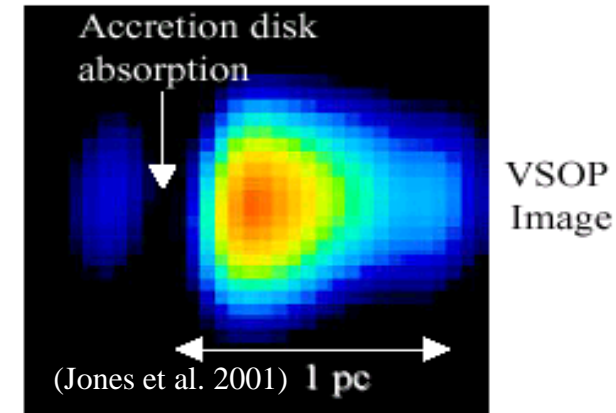 Accretion disk
absorption
VSOP
Image
(Jones et al. 2001) 1 pc